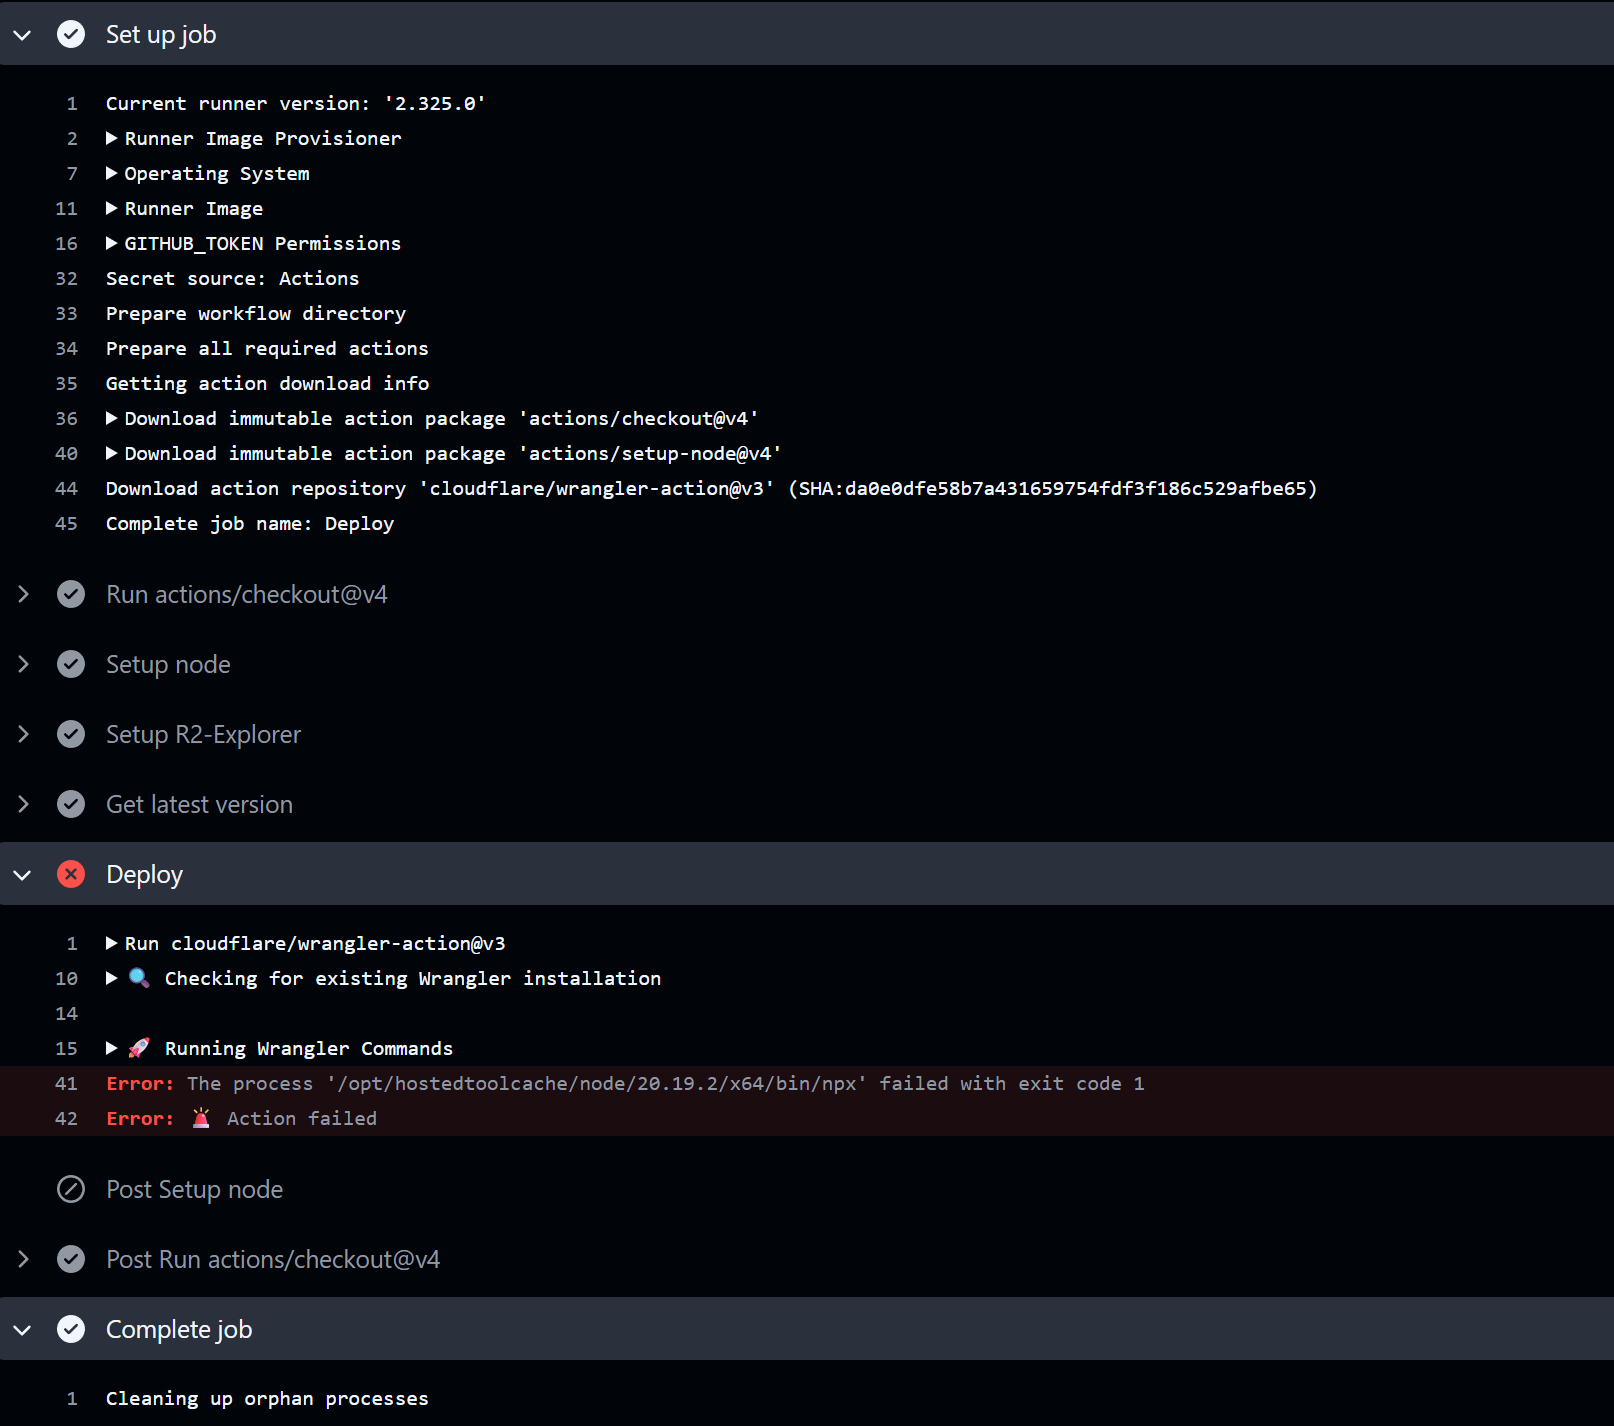 Set up job
1 Current runner version: '2.325.0'
2 Runner Image Provisioner
7 Operating System
11 Runner Image
16 GITHUB_TOKEN Permissions
32 Secret source: Actions
33 Prepare workflow directory
34 Prepare all required actions
35 Getting action download info
36 Download immutable action package 'actions/checkout@v4'
40 Download immutable action package 'actions/setup-node@v4'
44 Download action repository 'cloudflare/wrangler-action@v3' (SHA:da0e0dfe58b7a431659754fdf3f186c529afbe65)
45 Complete job name: Deploy
Run actions/checkout@v4
Setup node
Setup R2-Explorer
Get latest version
Deploy
1 Run cloudflare/wrangler-action@v3
10 🔍 Checking for existing Wrangler installation
14
15 🚀 Running Wrangler Commands
41 Error: The process '/opt/hostedtoolcache/node/20.19.2/x64/bin/npx' failed with exit code 1
42 Error: 🚨 Action failed
Post Setup node
Post Run actions/checkout@v4
Complete job
1 Cleaning up orphan processes